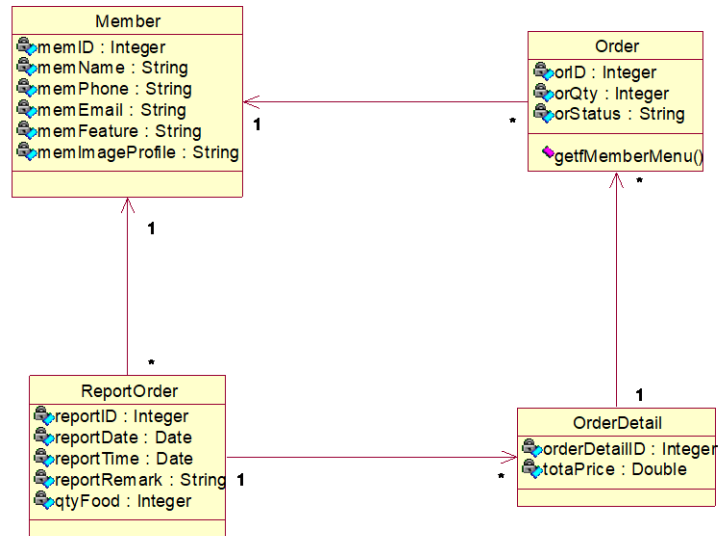 Member
memID : Integer
memName : String
memPhone : String
memEmail : String
memFeature : String
memImageProfile : String
Order
orID : Integer
orQty : Integer
orStatus : String
getfMemberMenu()
1
*
1
*
*
1
ReportOrder
reportID : Integer
reportDate : Date
reportTime : Date
reportRemark : String
qtyFood : Integer
1
*
OrderDetail
orderDetailID : Integer
totaPrice : Double